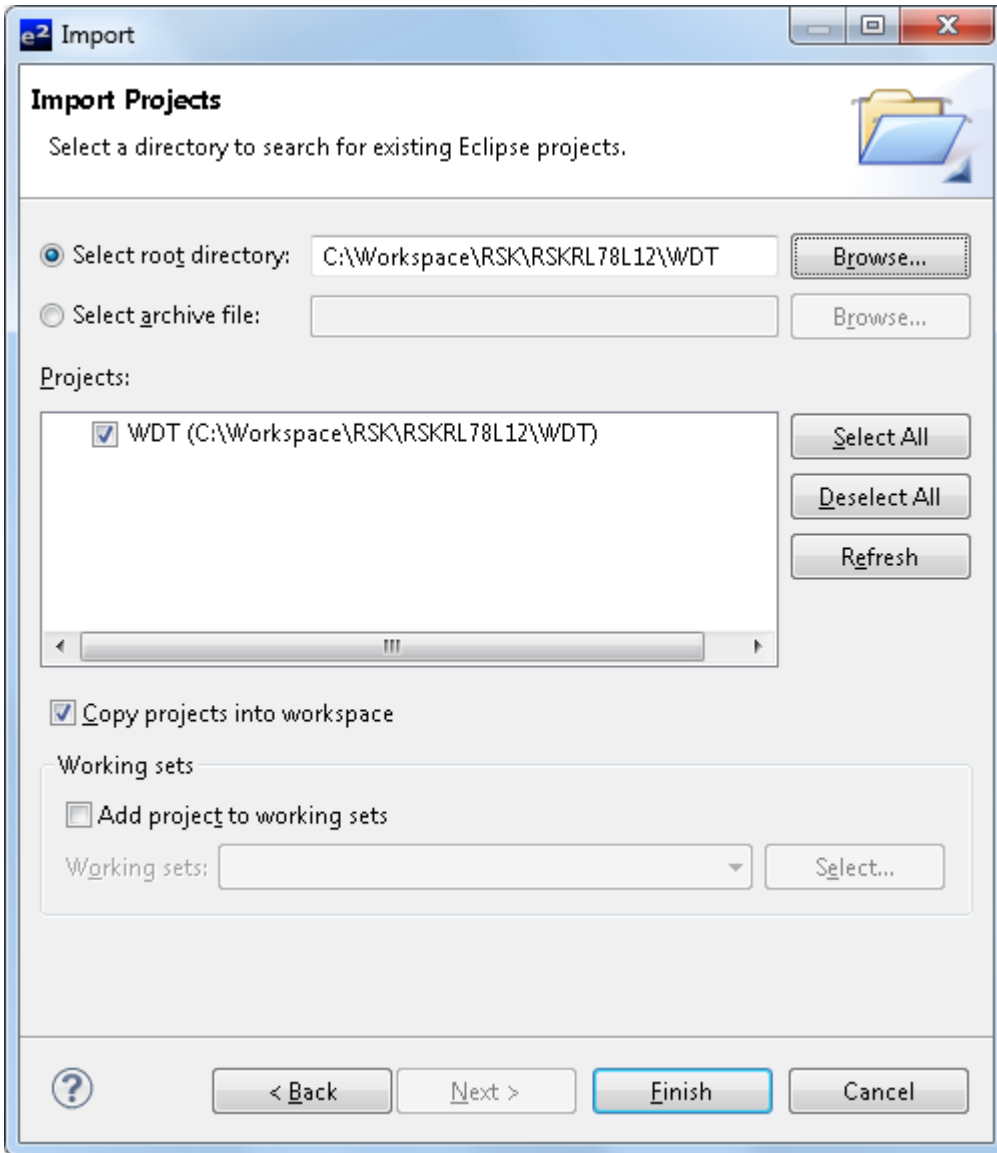 e² Import
Import Projects
Select a directory to search for existing Eclipse projects.
Select root directory: C:\Workspace\RSK\RSKRL78L12\WDT Browse...
Select archive file: Browse...
Projects:
WDT (C:\Workspace\RSK\RSKRL78L12\WDT)
Select All
Deselect All
Refresh
Copy projects into workspace
Working sets
Add project to working sets
Working sets: Select...
? < Back Next > Finish Cancel